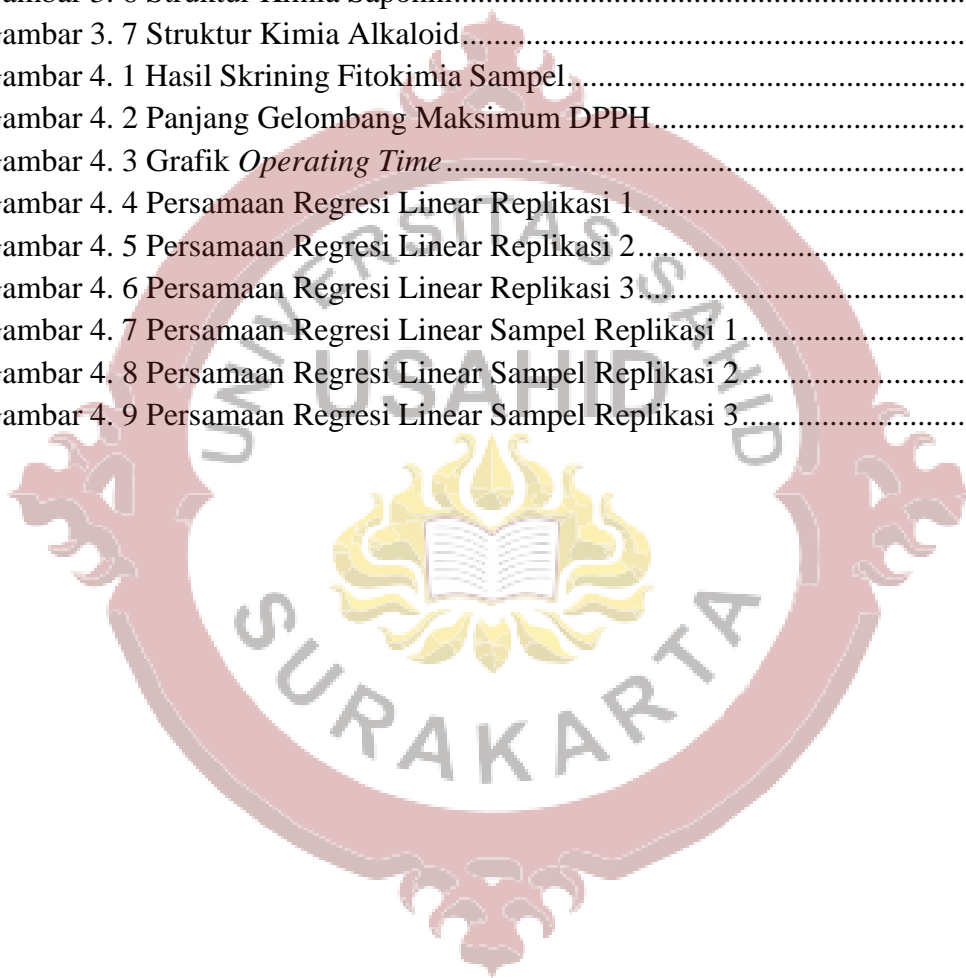 ambar 3. 7 Struktur Kimia Alkaloid........................................................
ambar 4. 1 Hasil Skrining Fitokimia Sampel............................................
ambar 4. 2 Panjang Gelombang Maksimum DPPH..................................
ambar 4. 3 Grafik Operating Time..........................................................
ambar 4. 4 Persamaan Regresi Linear Replikasi 1....................................
ambar 4. 5 Persamaan Regresi Linear Replikasi 2....................................
ambar 4. 6 Persamaan Regresi Linear Replikasi 3....................................
ambar 4. 7 Persamaan Regresi Linear Sampel Replikasi 1........................
ambar 4. 8 Persamaan Regresi Linear Sampel Replikasi 2........................
ambar 4. 9 Persamaan Regresi Linear Sampel Replikasi 3........................
UNIVERSITAS SAHID
USAHID
SURAKARTA